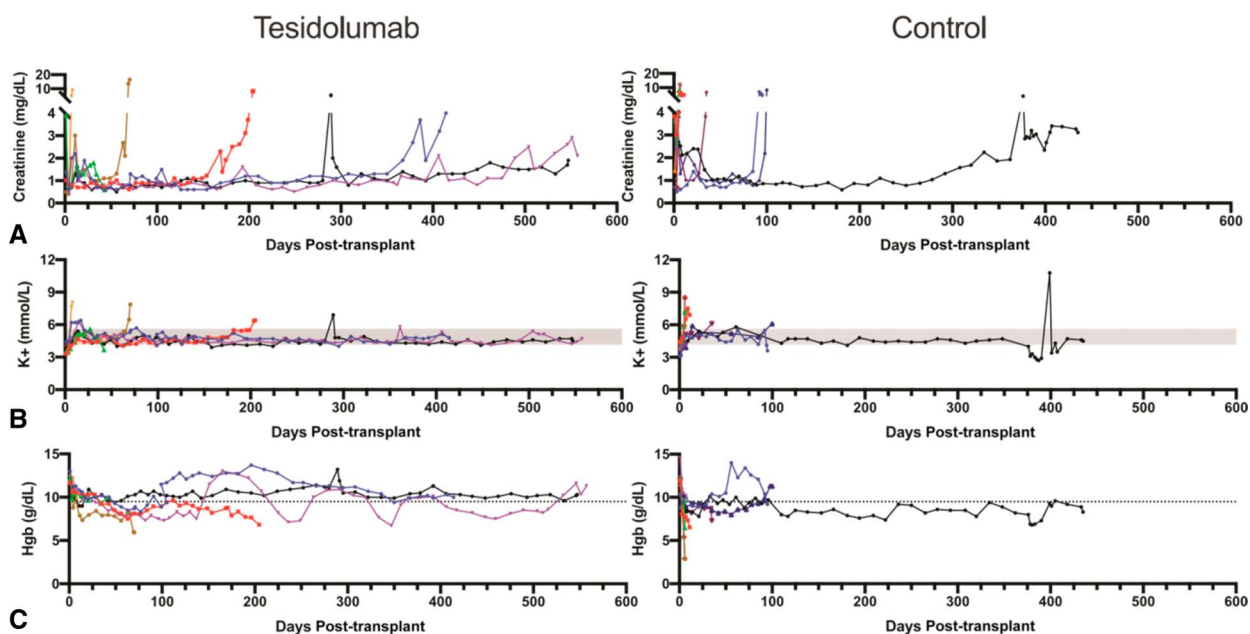 Tesidolumab Control
Creatinine (mg/dL)
20
10
4
3
2
1
0
0 100 200 300 400 500 600
Days Post-transplant
Creatinine (mg/dL)
20
10
4
3
2
1
0
0 100 200 300 400 500 600
Days Post-transplant
A
K+ (mmol/L)
12
9
6
3
0
0 100 200 300 400 500 600
Days Post-transplant
K+ (mmol/L)
12
9
6
3
0
0 100 200 300 400 500 600
Days Post-transplant
B
Hgb (g/dL)
15
10
5
0
0 100 200 300 400 500 600
Days Post-transplant
Hgb (g/dL)
15
10
5
0
0 100 200 300 400 500 600
Days Post-transplant
C